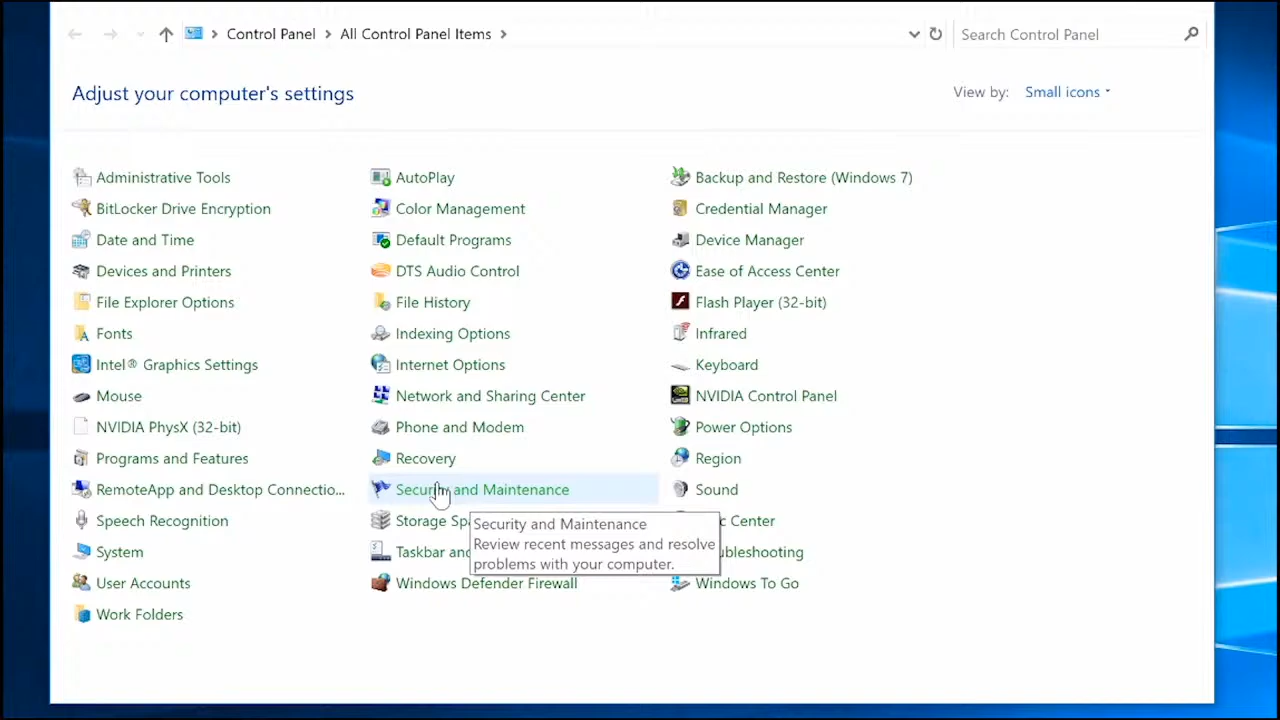 Control Panel All Control Panel Items Search Control Panel
Adjust your computer's settings
View by: Small icons
Administrative Tools AutoPlay Backup and Restore (Windows 7)
BitLocker Drive Encryption Color Management Credential Manager
Date and Time Default Programs Device Manager
Devices and Printers DTS Audio Control Ease of Access Center
File Explorer Options File History Flash Player (32-bit)
Fonts Indexing Options Infrared
Intel® Graphics Settings Internet Options Keyboard
Mouse Network and Sharing Center NVIDIA Control Panel
NVIDIA PhysX (32-bit) Phone and Modem Power Options
Programs and Features Recovery Region
RemoteApp and Desktop Connectio... Security and Maintenance Sound
Speech Recognition Storage Center
System Taskbar
User Accounts Windows Defender Firewall Windows To Go
Work Folders
Security and Maintenance
Review recent messages and resolve
problems with your computer.